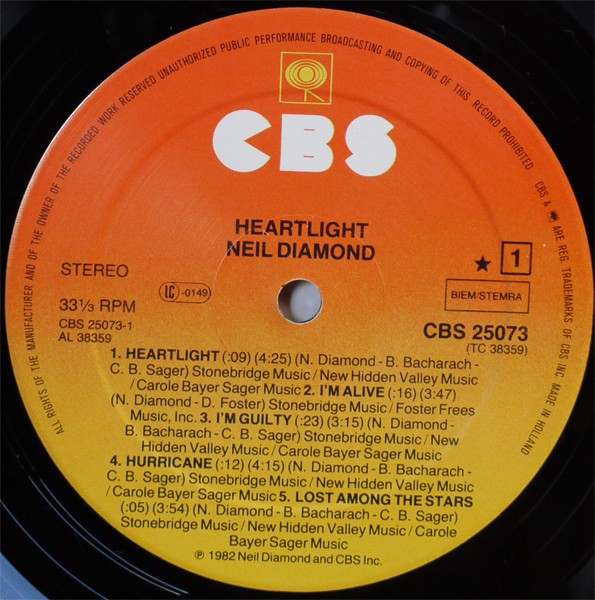 ALL RIGHTS OF THE MANUFACTURER AND OF THE OWNER OF THE RECORDED WORK RESERVED UNAUTHORIZED PUBLIC PERFORMANCE BROADCASTING AND COPYING OF THIS RECORD PROHIBITED CBS & ARE REG. TRADEMARKS OF CBS INC. MADE IN HOLLAND
CBS
HEARTLIGHT
NEIL DIAMOND
STEREO
★ 1
33⅓ RPM
LC-0149
BIEM/STEMRA
CBS 25073-1
AL 38359
CBS 25073
(TC 38359)
1. HEARTLIGHT (:09) (4:25) (N. Diamond - B. Bacharach -
C. B. Sager) Stonebridge Music / New Hidden Valley Music
/ Carole Bayer Sager Music 2. I'M ALIVE (:16) (3:47)
(N. Diamond - D. Foster) Stonebridge Music / Foster Frees
Music, Inc. 3. I'M GUILTY (:23) (3:15) (N. Diamond -
B. Bacharach - C. B. Sager) Stonebridge Music / New
Hidden Valley Music / Carole Bayer Sager Music
4. HURRICANE (:12) (4:15) (N. Diamond - B. Bacharach -
C. B. Sager) Stonebridge Music / New Hidden Valley Music
/ Carole Bayer Sager Music 5. LOST AMONG THE STARS
(:05) (3:54) (N. Diamond - B. Bacharach - C. B. Sager)
Stonebridge Music / New Hidden Valley Music / Carole
Bayer Sager Music
℗ 1982 Neil Diamond and CBS Inc.